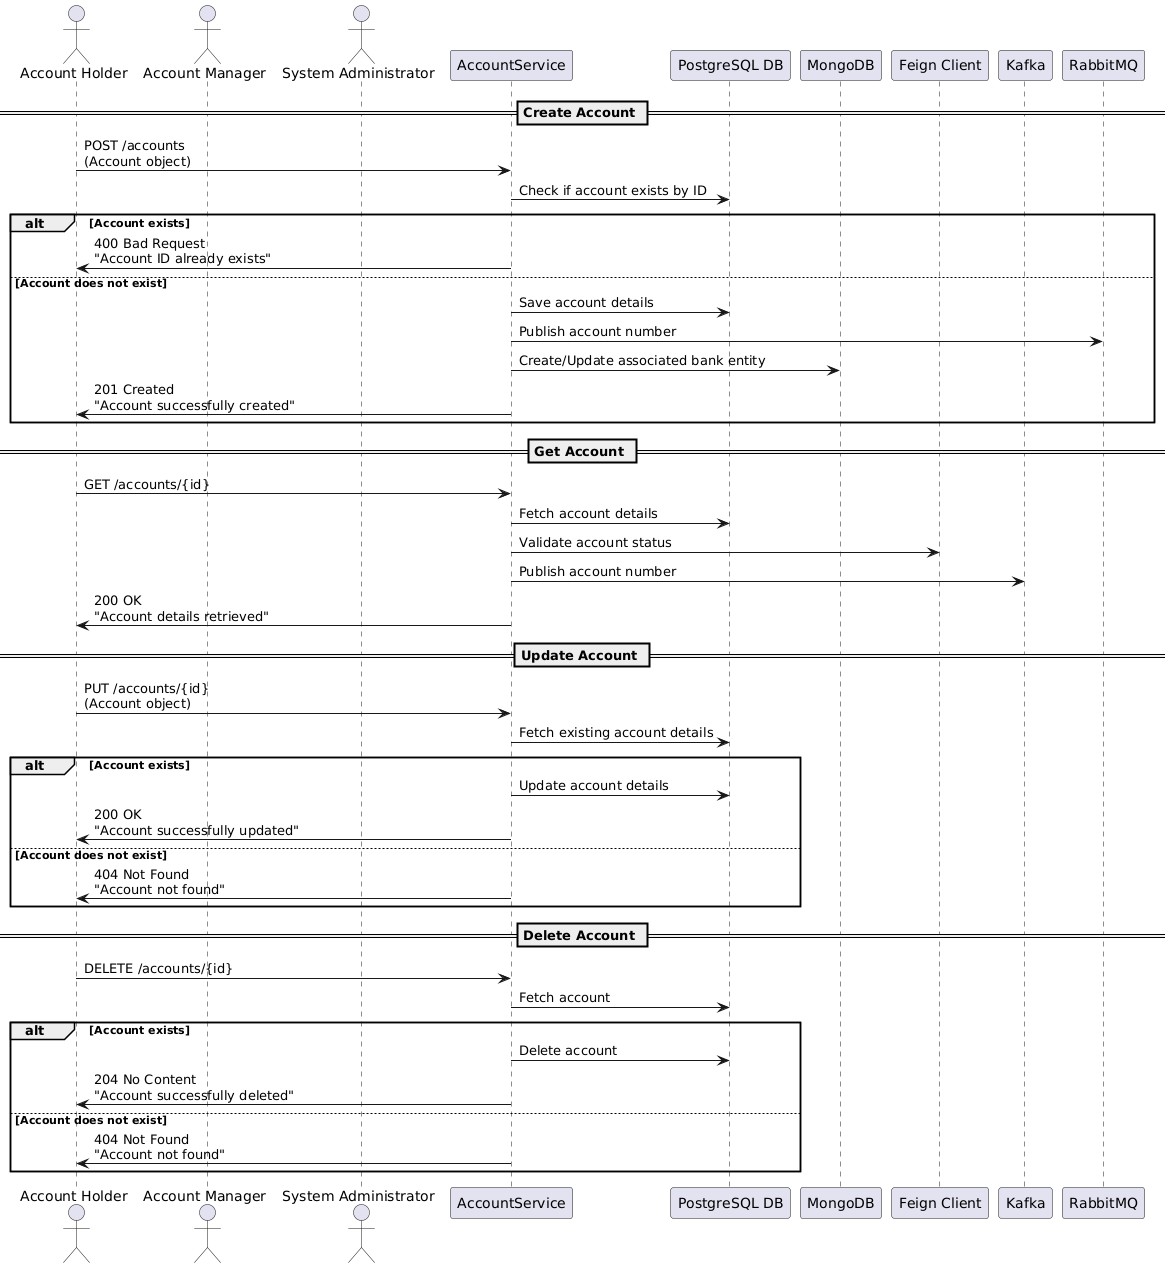 Account Holder
Account Manager
System Administrator
AccountService
PostgreSQL DB
MongoDB
Feign Client
Kafka
RabbitMQ
Create Account
POST /accounts
(Account object)
Check if account exists by ID
alt
[Account exists]
400 Bad Request
"Account ID already exists"
[Account does not exist]
Save account details
Publish account number
Create/Update associated bank entity
201 Created
"Account successfully created"
Get Account
GET /accounts/{id}
Fetch account details
Validate account status
Publish account number
200 OK
"Account details retrieved"
Update Account
PUT /accounts/{id}
(Account object)
Fetch existing account details
alt
[Account exists]
Update account details
200 OK
"Account successfully updated"
[Account does not exist]
404 Not Found
"Account not found"
Delete Account
DELETE /accounts/{id}
Fetch account
alt
[Account exists]
Delete account
204 No Content
"Account successfully deleted"
[Account does not exist]
404 Not Found
"Account not found"
Account Holder
Account Manager
System Administrator
AccountService
PostgreSQL DB
MongoDB
Feign Client
Kafka
RabbitMQ